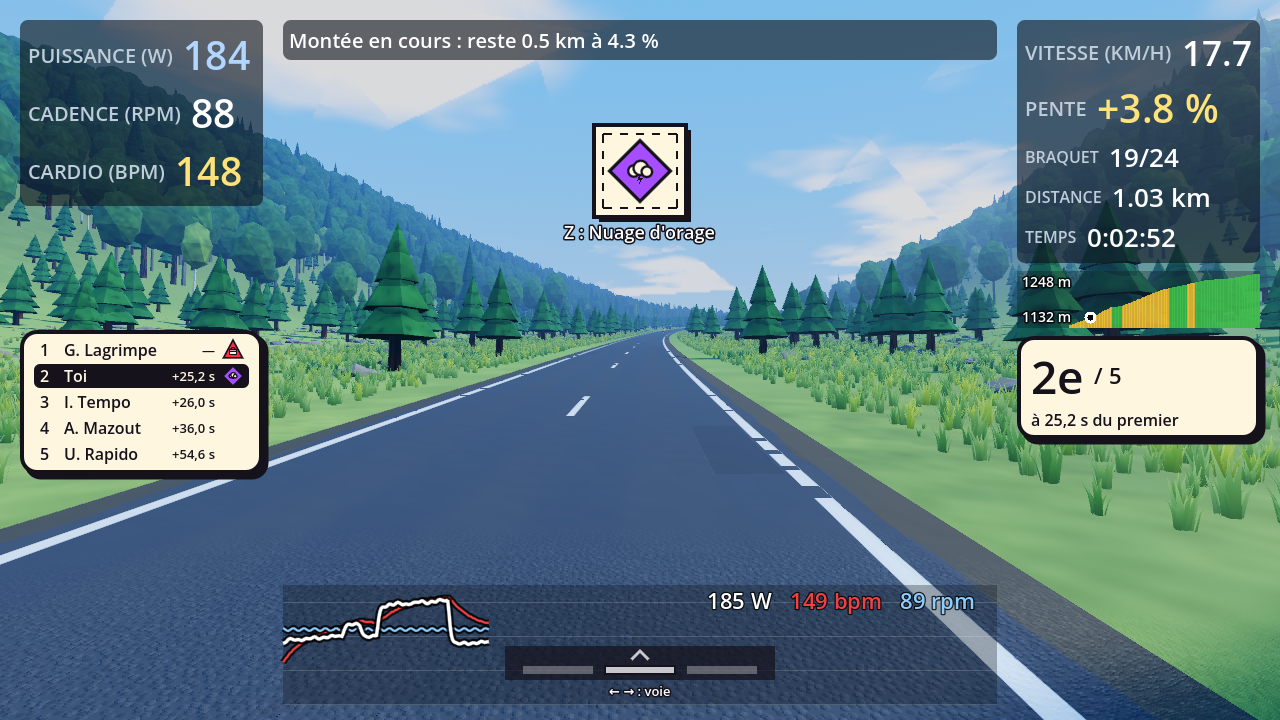 PUISSANCE (W) 184
CADENCE (RPM) 88
CARDIO (BPM) 148
Montée en cours : reste 0.5 km à 4.3 %
Z : Nuage d'orage
VITESSE (KM/H) 17.7
PENTE +3.8 %
BRAQUET 19/24
DISTANCE 1.03 km
TEMPS 0:02:52
1248 m
1132 m
1 G. Lagrimpe —
2 Toi +25,2 s
3 I. Tempo +26,0 s
4 A. Mazout +36,0 s
5 U. Rapido +54,6 s
2e / 5
à 25,2 s du premier
185 W 149 bpm 89 rpm
← → : voie